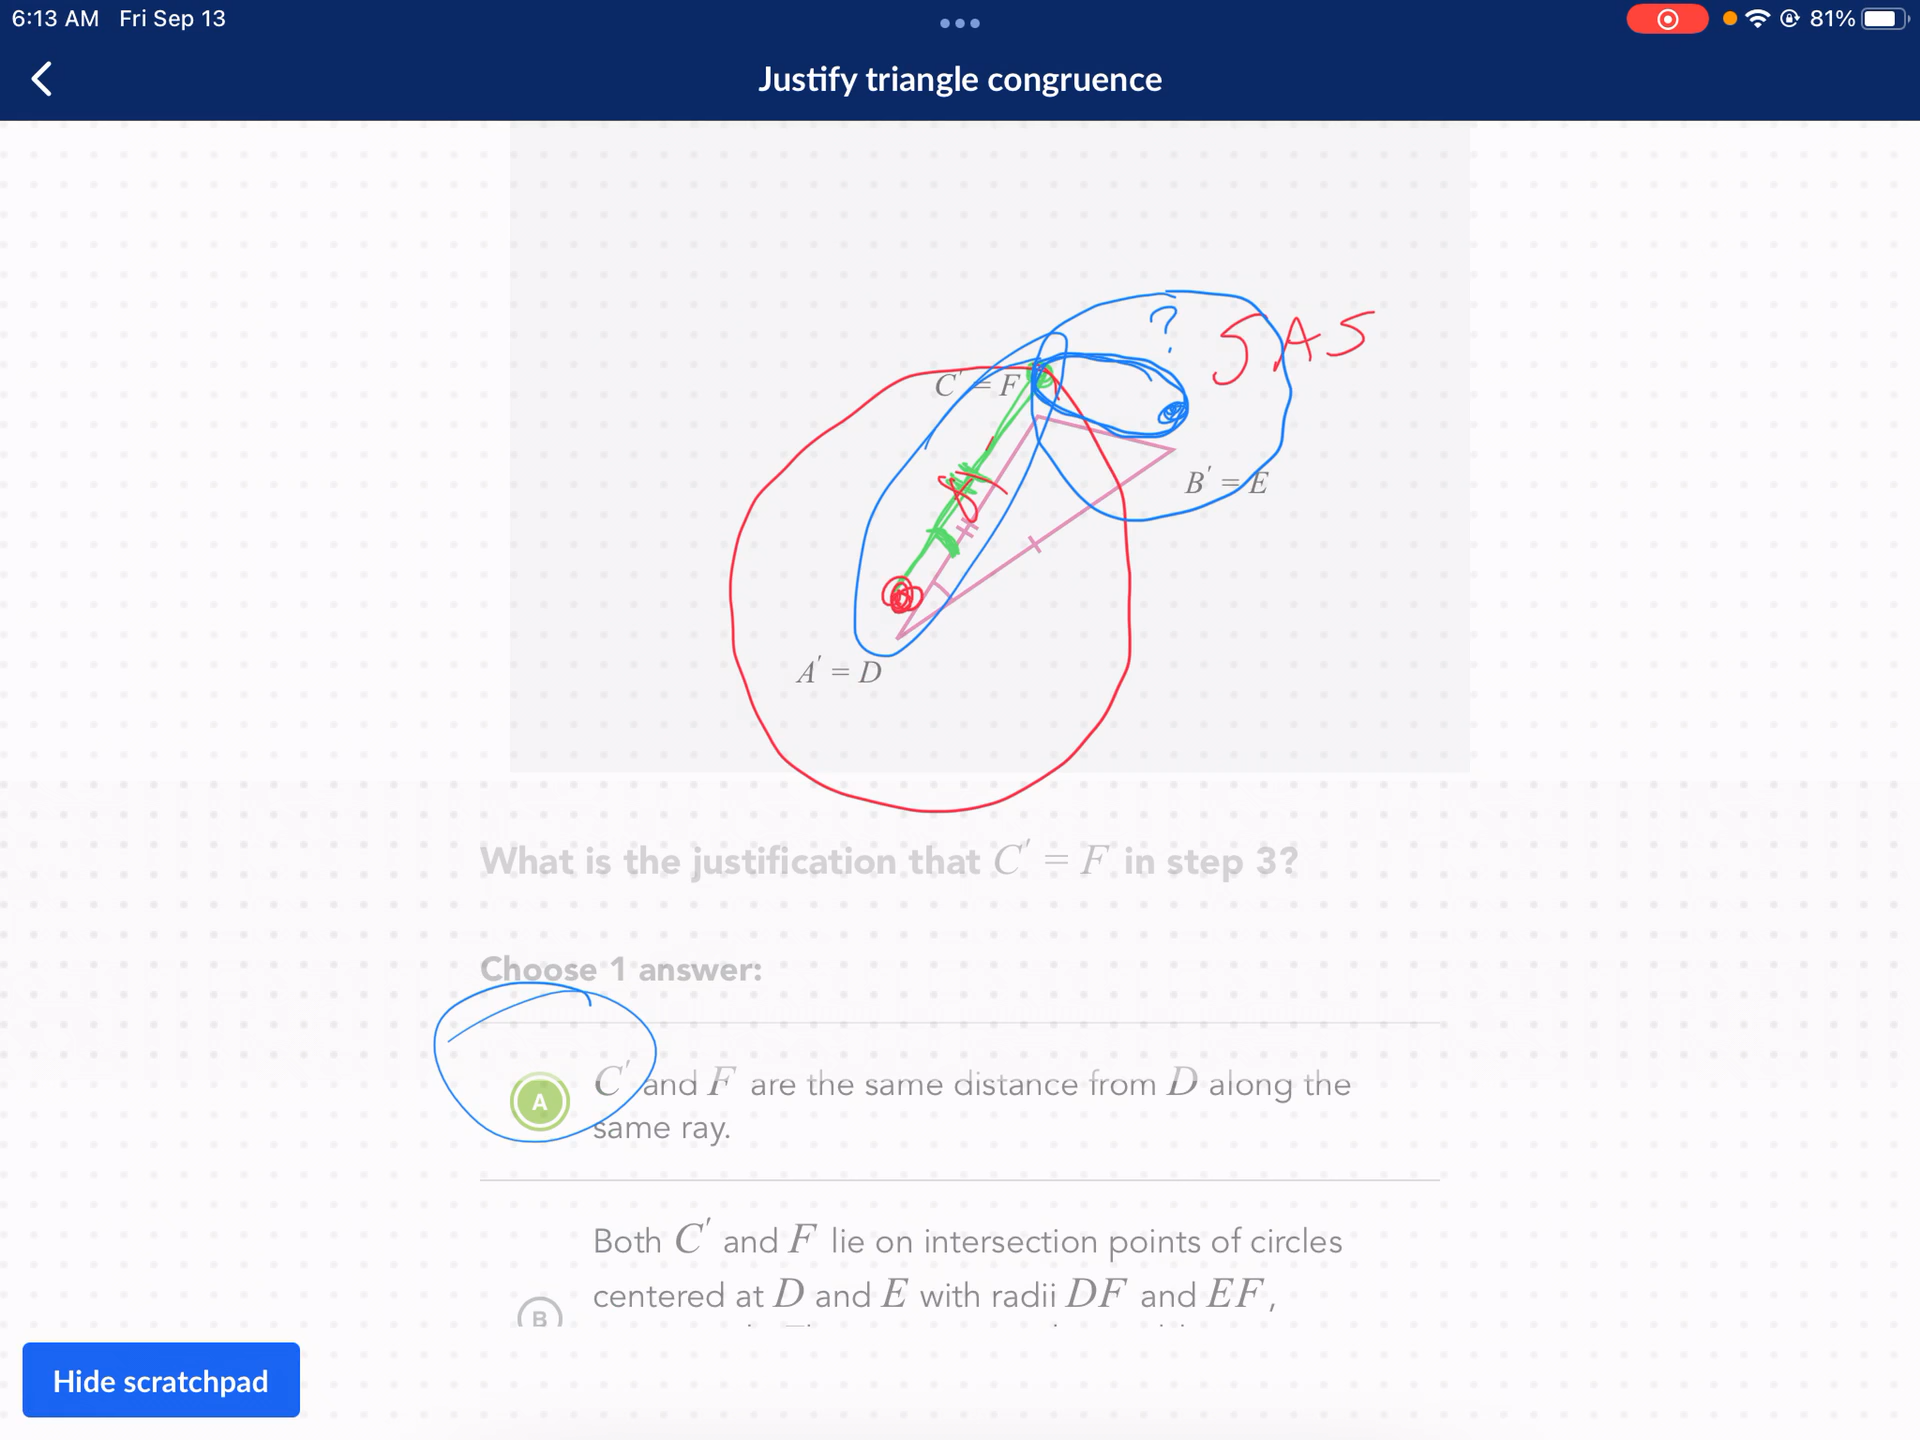 6:13 AM Fri Sep 13
81%
Justify triangle congruence
?
SAS
C' = F
8
B' = E
A' = D
What is the justification that C' = F in step 3?
Choose 1 answer:
A
C' and F are the same distance from D along the
same ray.
Both C' and F lie on intersection points of circles
B
centered at D and E with radii DF and EF,
Hide scratchpad